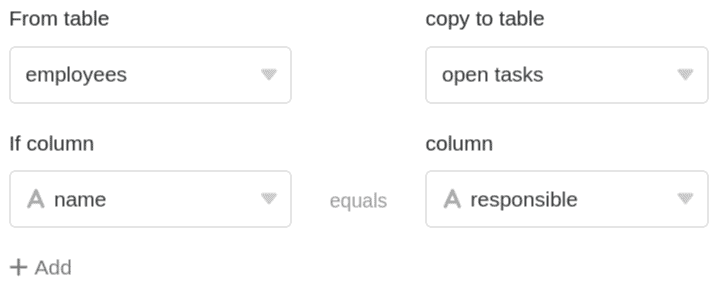 From table
copy to table
employees
open tasks
If column
column
name
equals
responsible
Add